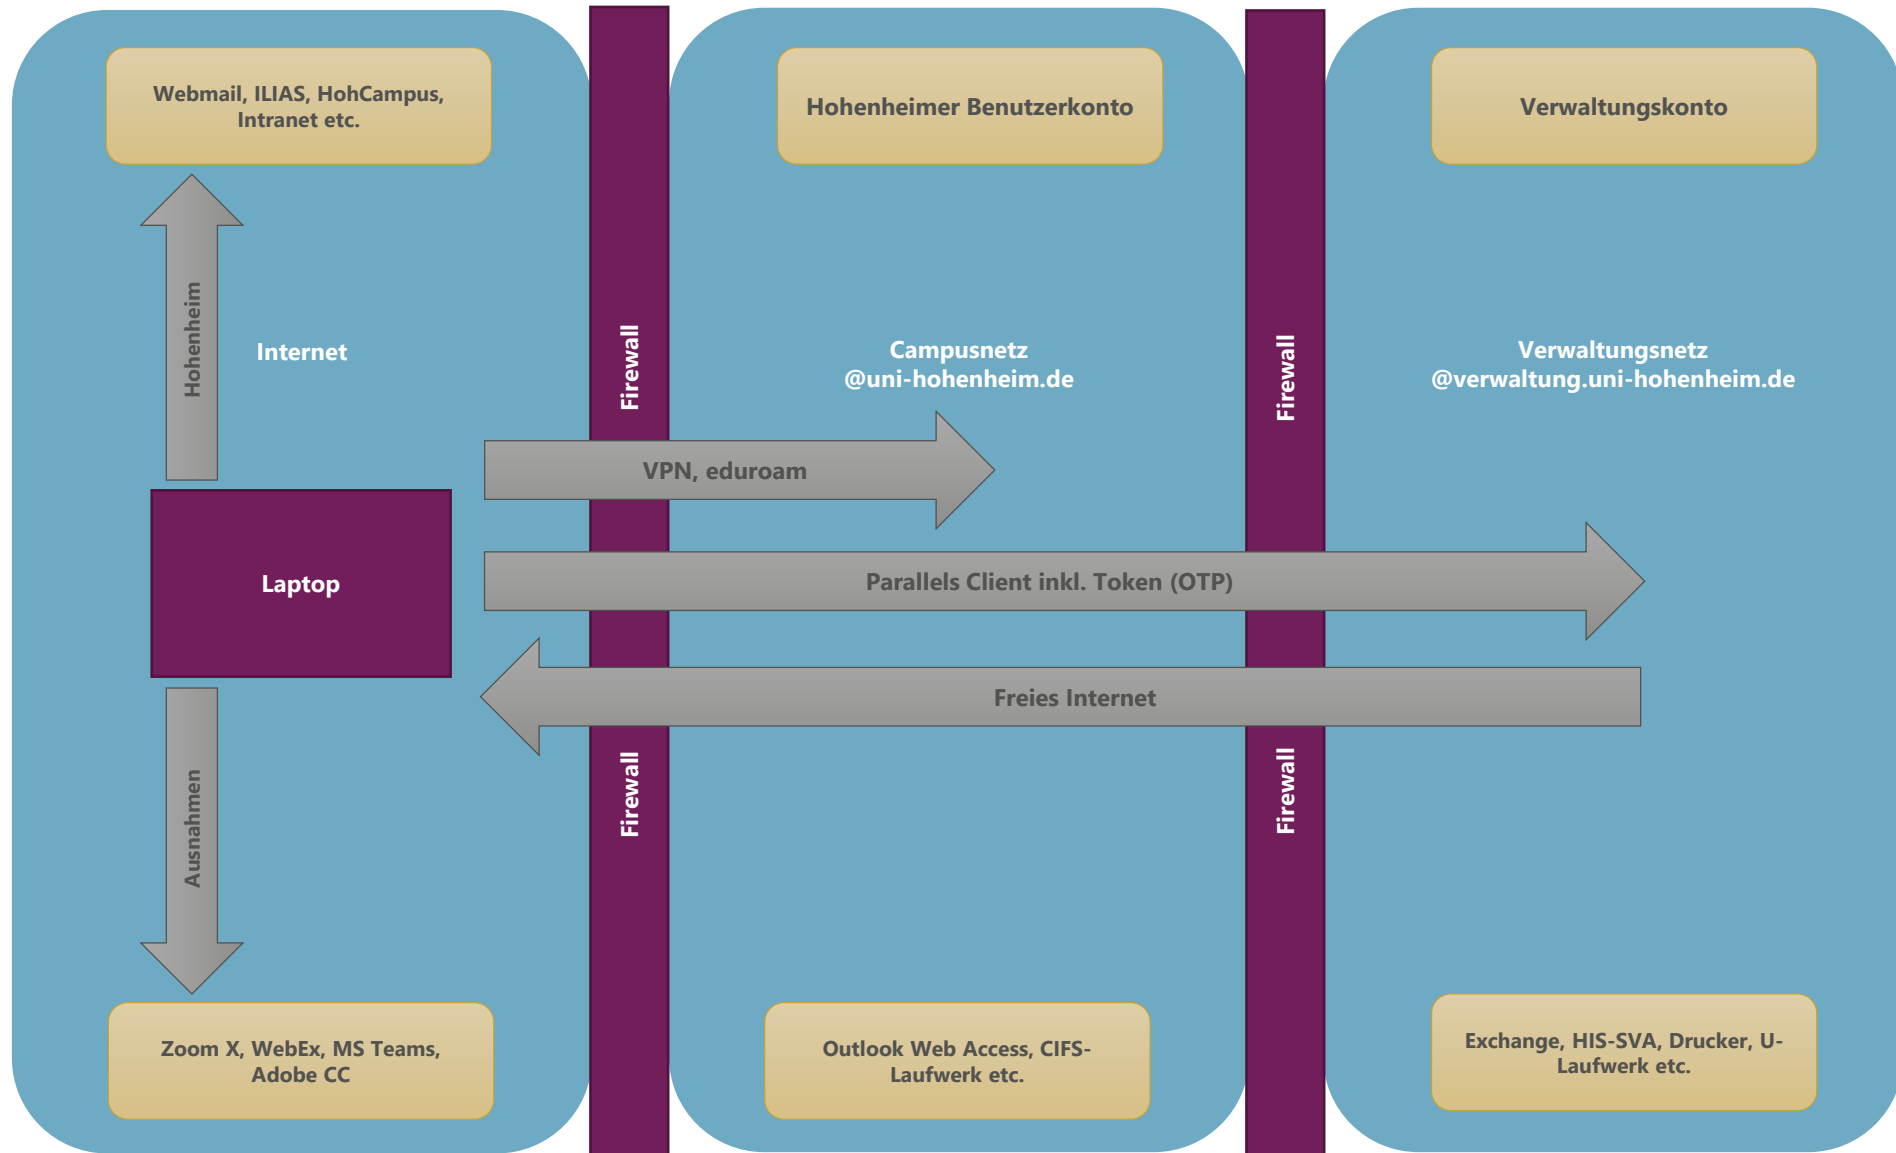 Webmail, ILIAS, HohCampus,
Intranet etc.
Hohenheimer Benutzerkonto
Verwaltungskonto
Hohenheim
Internet
Firewall
Campusnetz
@uni-hohenheim.de
Firewall
Verwaltungsnetz
@verwaltung.uni-hohenheim.de
VPN, eduroam
Laptop
Parallels Client inkl. Token (OTP)
Freies Internet
Ausnahmen
Firewall
Firewall
Zoom X, WebEx, MS Teams,
Adobe CC
Outlook Web Access, CIFS-
Laufwerk etc.
Exchange, HIS-SVA, Drucker, U-
Laufwerk etc.